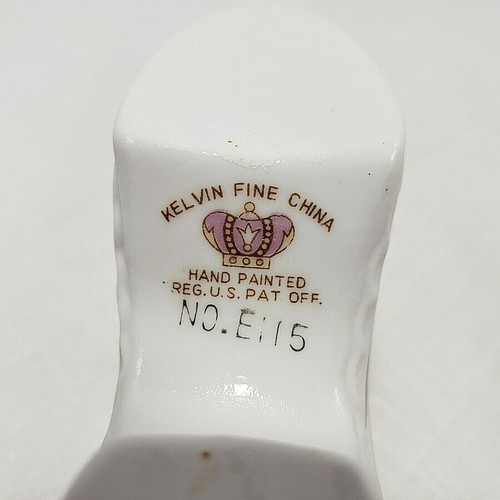 KELVIN FINE CHINA
HAND PAINTED
REG. U.S. PAT. OFF.
NO. E115